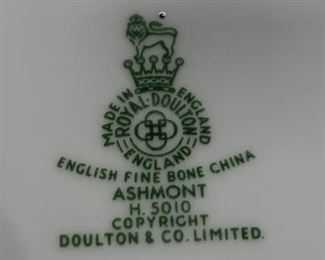 MADE IN ENGLAND
ROYAL-DOULTON
ENGLAND
ENGLISH FINE BONE CHINA
ASHMONT
H. 5010
COPYRIGHT
DOULTON & CO. LIMITED.